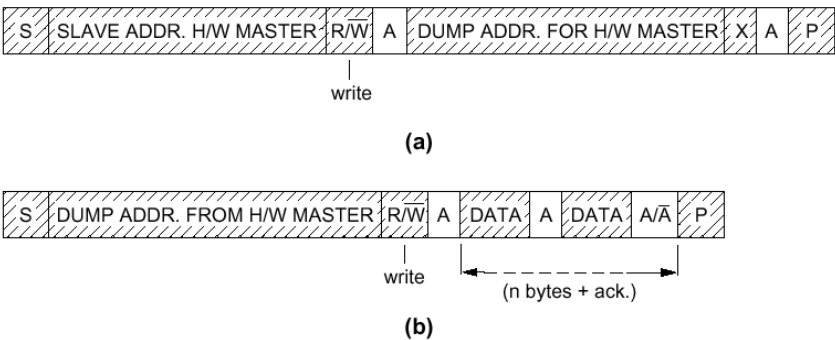 S SLAVE ADDR. H/W MASTER R/W̅ A DUMP ADDR. FOR H/W MASTER X A P
write
(a)
S DUMP ADDR. FROM H/W MASTER R/W̅ A DATA A DATA A/A̅ P
write
(n bytes + ack.)
(b)